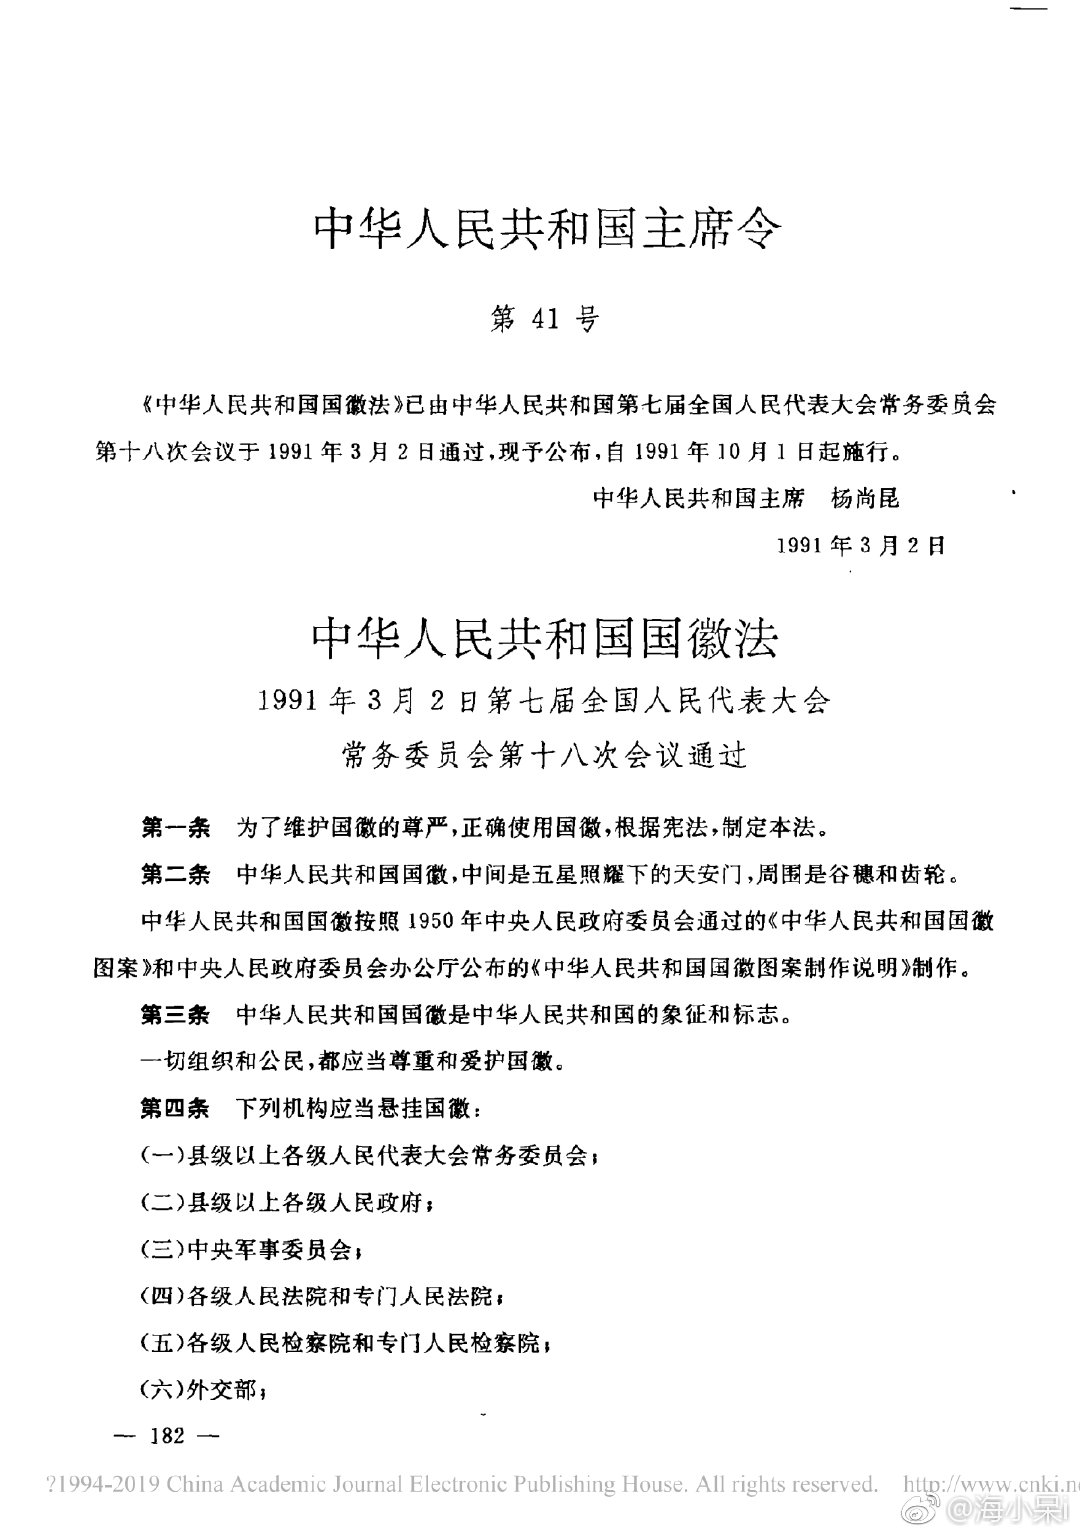 中华人民共和国主席令
第 41 号
《中华人民共和国国徽法》已由中华人民共和国第七届全国人民代表大会常务委员会
第十八次会议于 1991 年 3 月 2 日通过,现予公布,自 1991 年 10 月 1 日起施行。
中华人民共和国主席 杨尚昆
1991 年 3 月 2 日
中华人民共和国国徽法
1991 年 3 月 2 日第七届全国人民代表大会
常务委员会第十八次会议通过
第一条 为了维护国徽的尊严,正确使用国徽,根据宪法,制定本法。
第二条 中华人民共和国国徽,中间是五星照耀下的天安门,周围是谷穗和齿轮。
中华人民共和国国徽按照 1950 年中央人民政府委员会通过的《中华人民共和国国徽
图案》和中央人民政府委员会办公厅公布的《中华人民共和国国徽图案制作说明》制作。
第三条 中华人民共和国国徽是中华人民共和国的象征和标志。
一切组织和公民,都应当尊重和爱护国徽。
第四条 下列机构应当悬挂国徽:
(一)县级以上各级人民代表大会常务委员会;
(二)县级以上各级人民政府;
(三)中央军事委员会;
(四)各级人民法院和专门人民法院;
(五)各级人民检察院和专门人民检察院;
(六)外交部;
— 182 —
?1994-2019 China Academic Journal Electronic Publishing House. All rights reserved. http://www.cnki.ne
@海小呆i